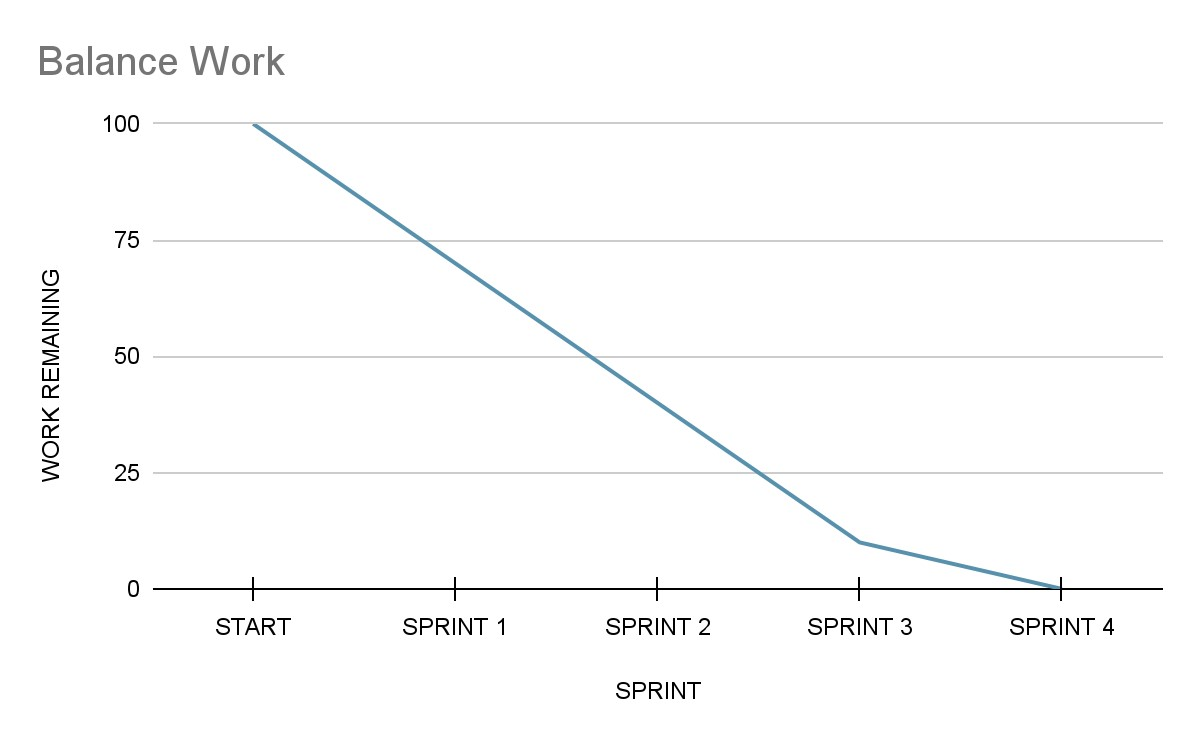 Balance Work
100
75
50
25
0
WORK REMAINING
START SPRINT 1 SPRINT 2 SPRINT 3 SPRINT 4
SPRINT